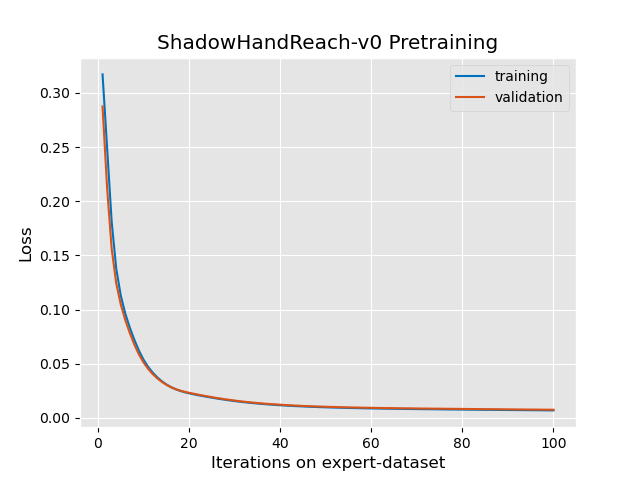 ShadowHandReach-v0 Pretraining
training
validation
Loss
0.30
0.25
0.20
0.15
0.10
0.05
0.00
0 20 40 60 80 100
Iterations on expert-dataset